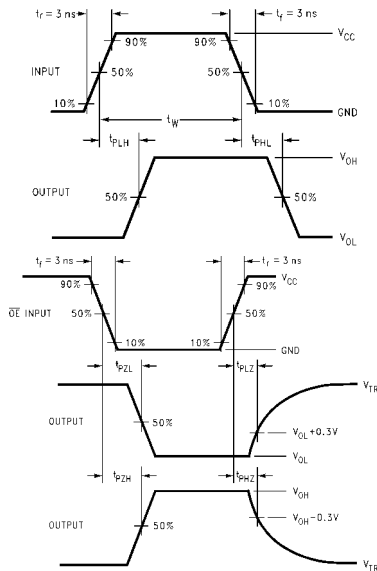 tr = 3 ns
tf = 3 ns
VCC
90%
90%
INPUT
50%
50%
10%
10%
GND
tW
tPLH
tPHL
VOH
OUTPUT
50%
50%
VOL
tf = 3 ns
tr = 3 ns
VCC
90%
90%
OE INPUT
50%
50%
10%
10%
GND
tPZL
tPLZ
VTR
OUTPUT
50%
VOL+0.3V
VOL
tPZH
tPHZ
VOH
OUTPUT
50%
VOH−0.3V
VTR